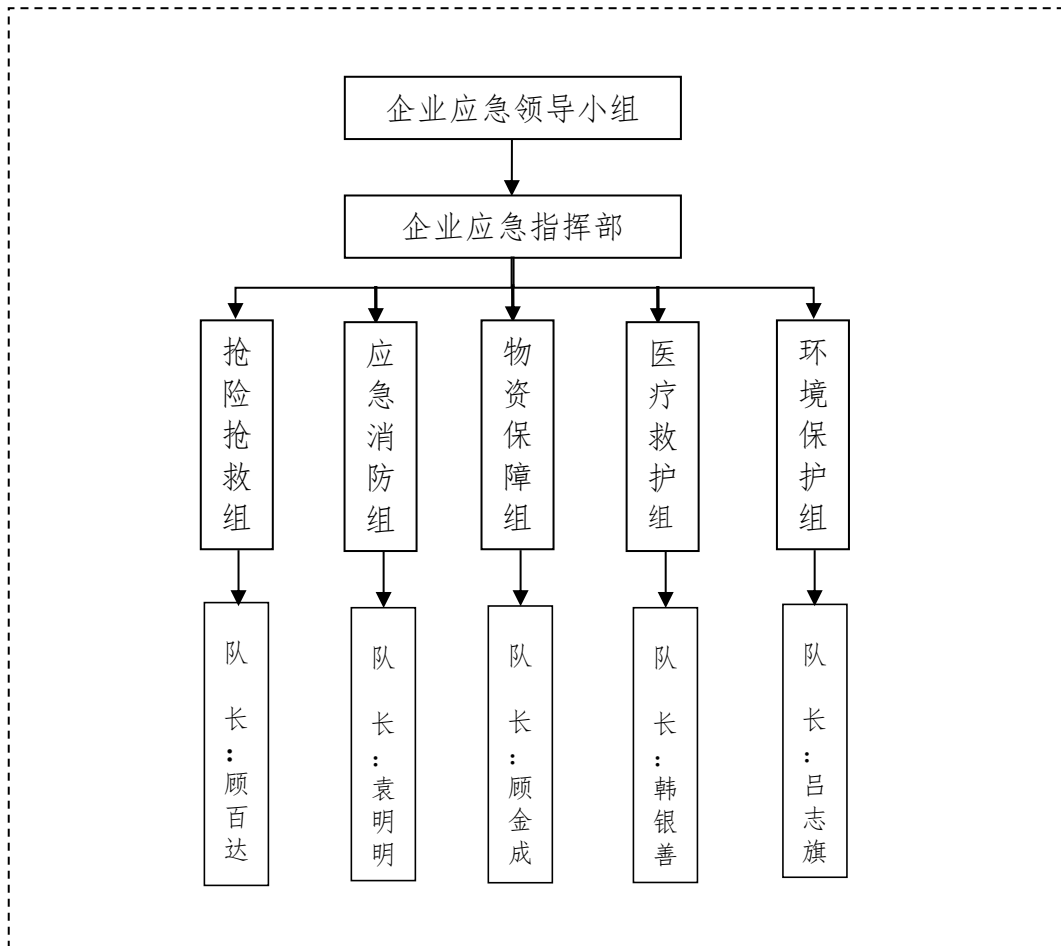 企业应急领导小组
企业应急指挥部
抢险抢救组
应急消防组
物资保障组
医疗救护组
环境保护组
队长：顾百达
队长：袁明明
队长：顾金成
队长：韩银善
队长：吕志旗